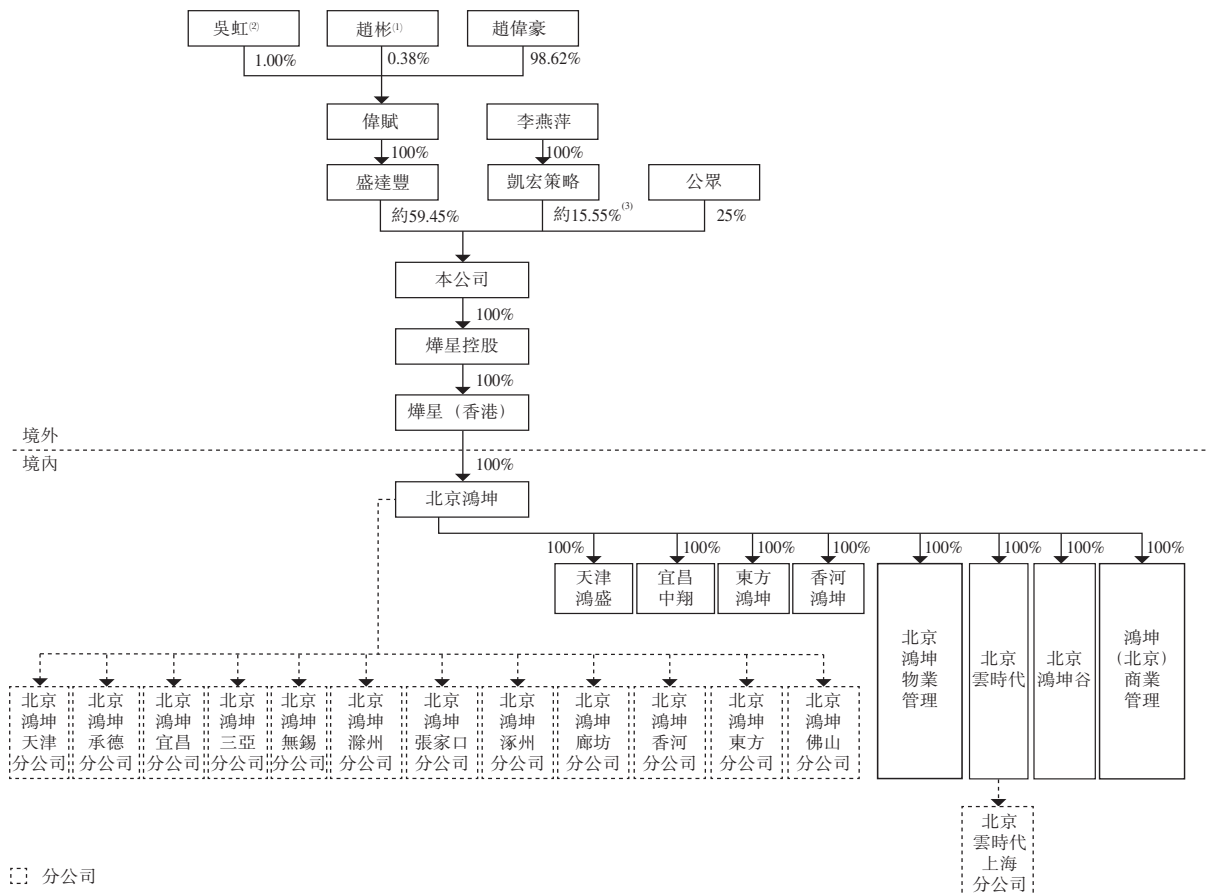 吳虹(2)
趙彬(1)
趙偉豪
1.00%
0.38%
98.62%
偉賦
李燕萍
100%
100%
盛達豐
凱宏策略
公眾
約59.45%
約15.55%(3)
25%
本公司
100%
燁星控股
100%
燁星（香港）
境外
境內
100%
北京鴻坤
100%
100%
100%
100%
100%
100%
100%
100%
天津
鴻盛
宜昌
中翔
東方
鴻坤
香河
鴻坤
北京
鴻坤
物業
管理
北京
雲時代
北京
鴻坤谷
鴻坤
（北京）
商業
管理
北京
鴻坤
天津
分公司
北京
鴻坤
承德
分公司
北京
鴻坤
宜昌
分公司
北京
鴻坤
三亞
分公司
北京
鴻坤
無錫
分公司
北京
鴻坤
滁州
分公司
北京
鴻坤
張家口
分公司
北京
鴻坤
涿州
分公司
北京
鴻坤
廊坊
分公司
北京
鴻坤
香河
分公司
北京
鴻坤
東方
分公司
北京
鴻坤
佛山
分公司
北京
雲時代
上海
分公司
分公司